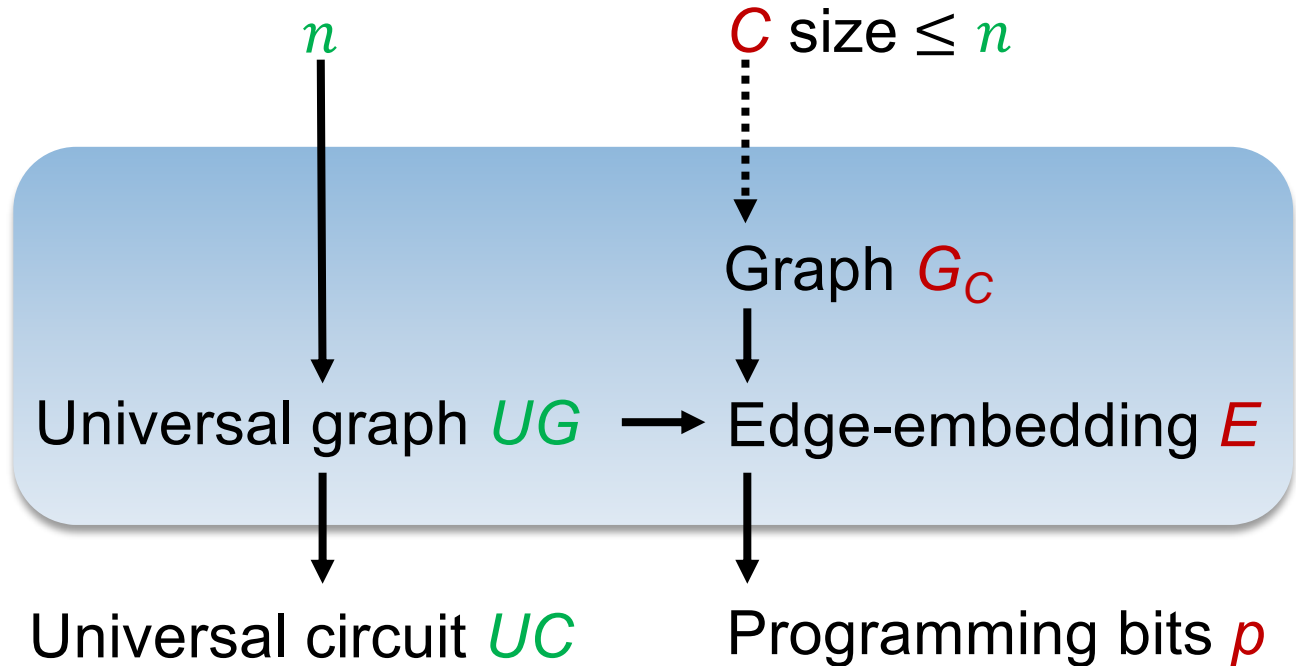 n
C size ≤ n
Graph G_C
Universal graph UG
Edge-embedding E
Universal circuit UC
Programming bits p